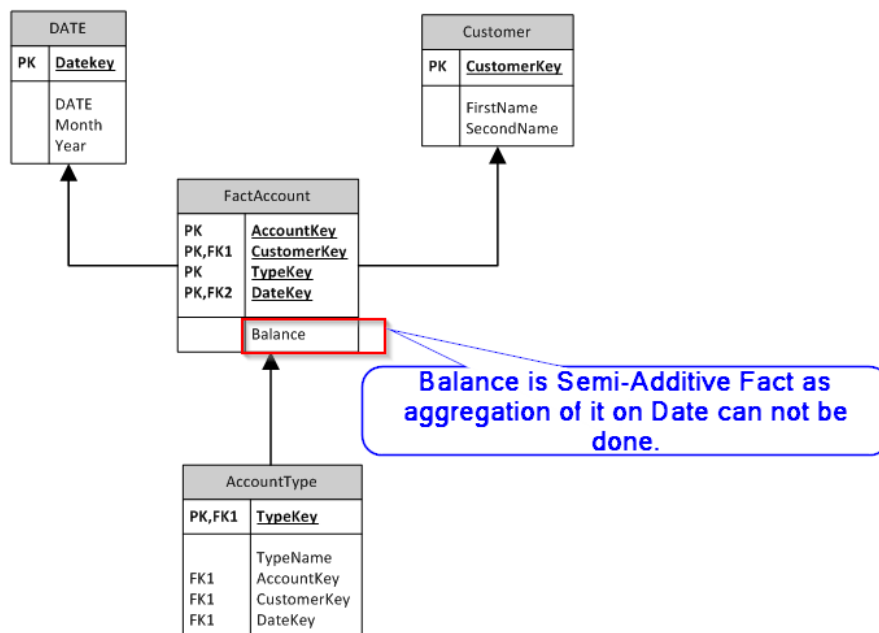 DATE
PK Datekey
DATE
Month
Year
Customer
PK CustomerKey
FirstName
SecondName
FactAccount
PK AccountKey
PK,FK1 CustomerKey
PK TypeKey
PK,FK2 DateKey
Balance
Balance is Semi-Additive Fact as
aggregation of it on Date can not be
done.
AccountType
PK,FK1 TypeKey
TypeName
FK1 AccountKey
FK1 CustomerKey
FK1 DateKey